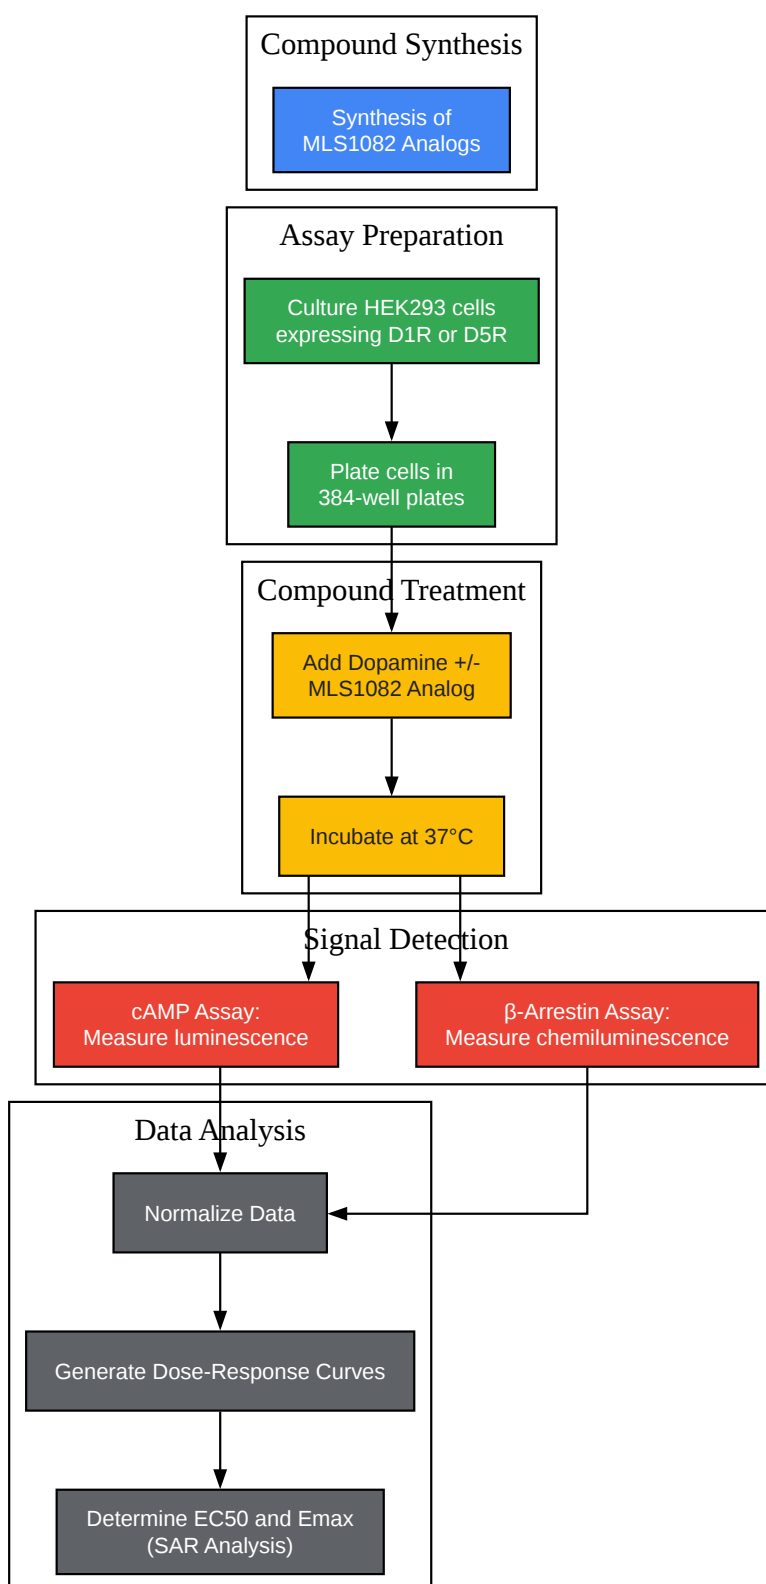 Compound Synthesis
Synthesis of
MLS1082 Analogs
Assay Preparation
Culture HEK293 cells
expressing D1R or D5R
Plate cells in
384-well plates
Compound Treatment
Add Dopamine +/-
MLS1082 Analog
Incubate at 37°C
Signal Detection
cAMP Assay:
Measure luminescence
β-Arrestin Assay:
Measure chemiluminescence
Data Analysis
Normalize Data
Generate Dose-Response Curves
Determine EC50 and Emax
(SAR Analysis)